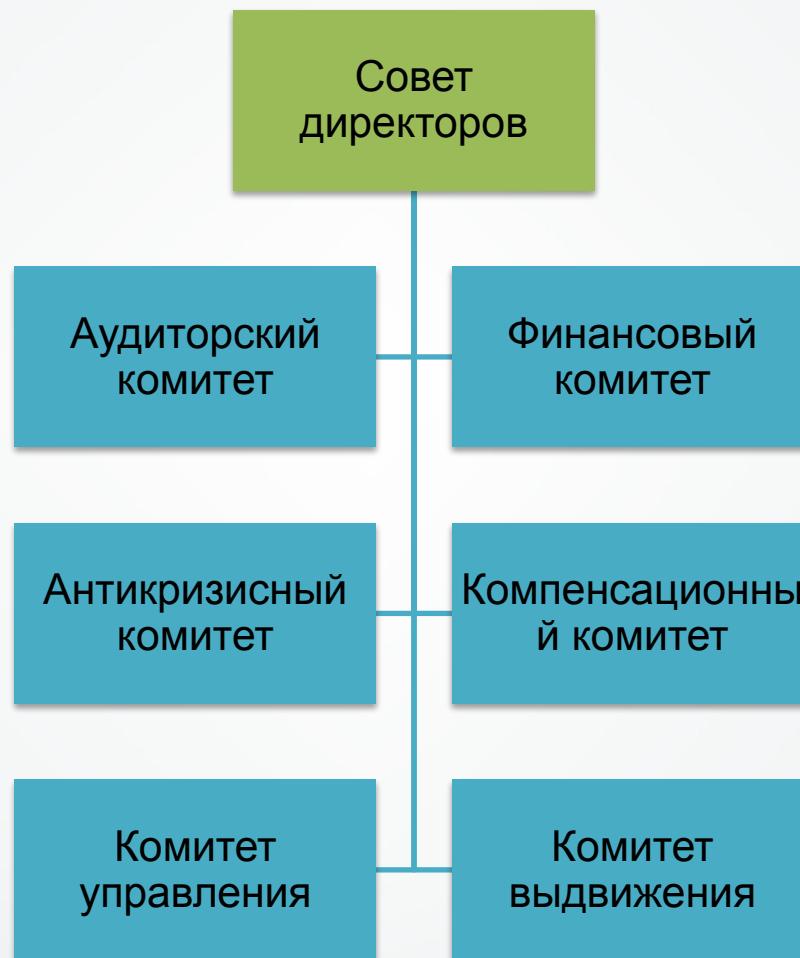 Совет
директоров
Аудиторский
комитет
Финансовый
комитет
Антикризисный
комитет
Компенсационны
й комитет
Комитет
управления
Комитет
выдвижения